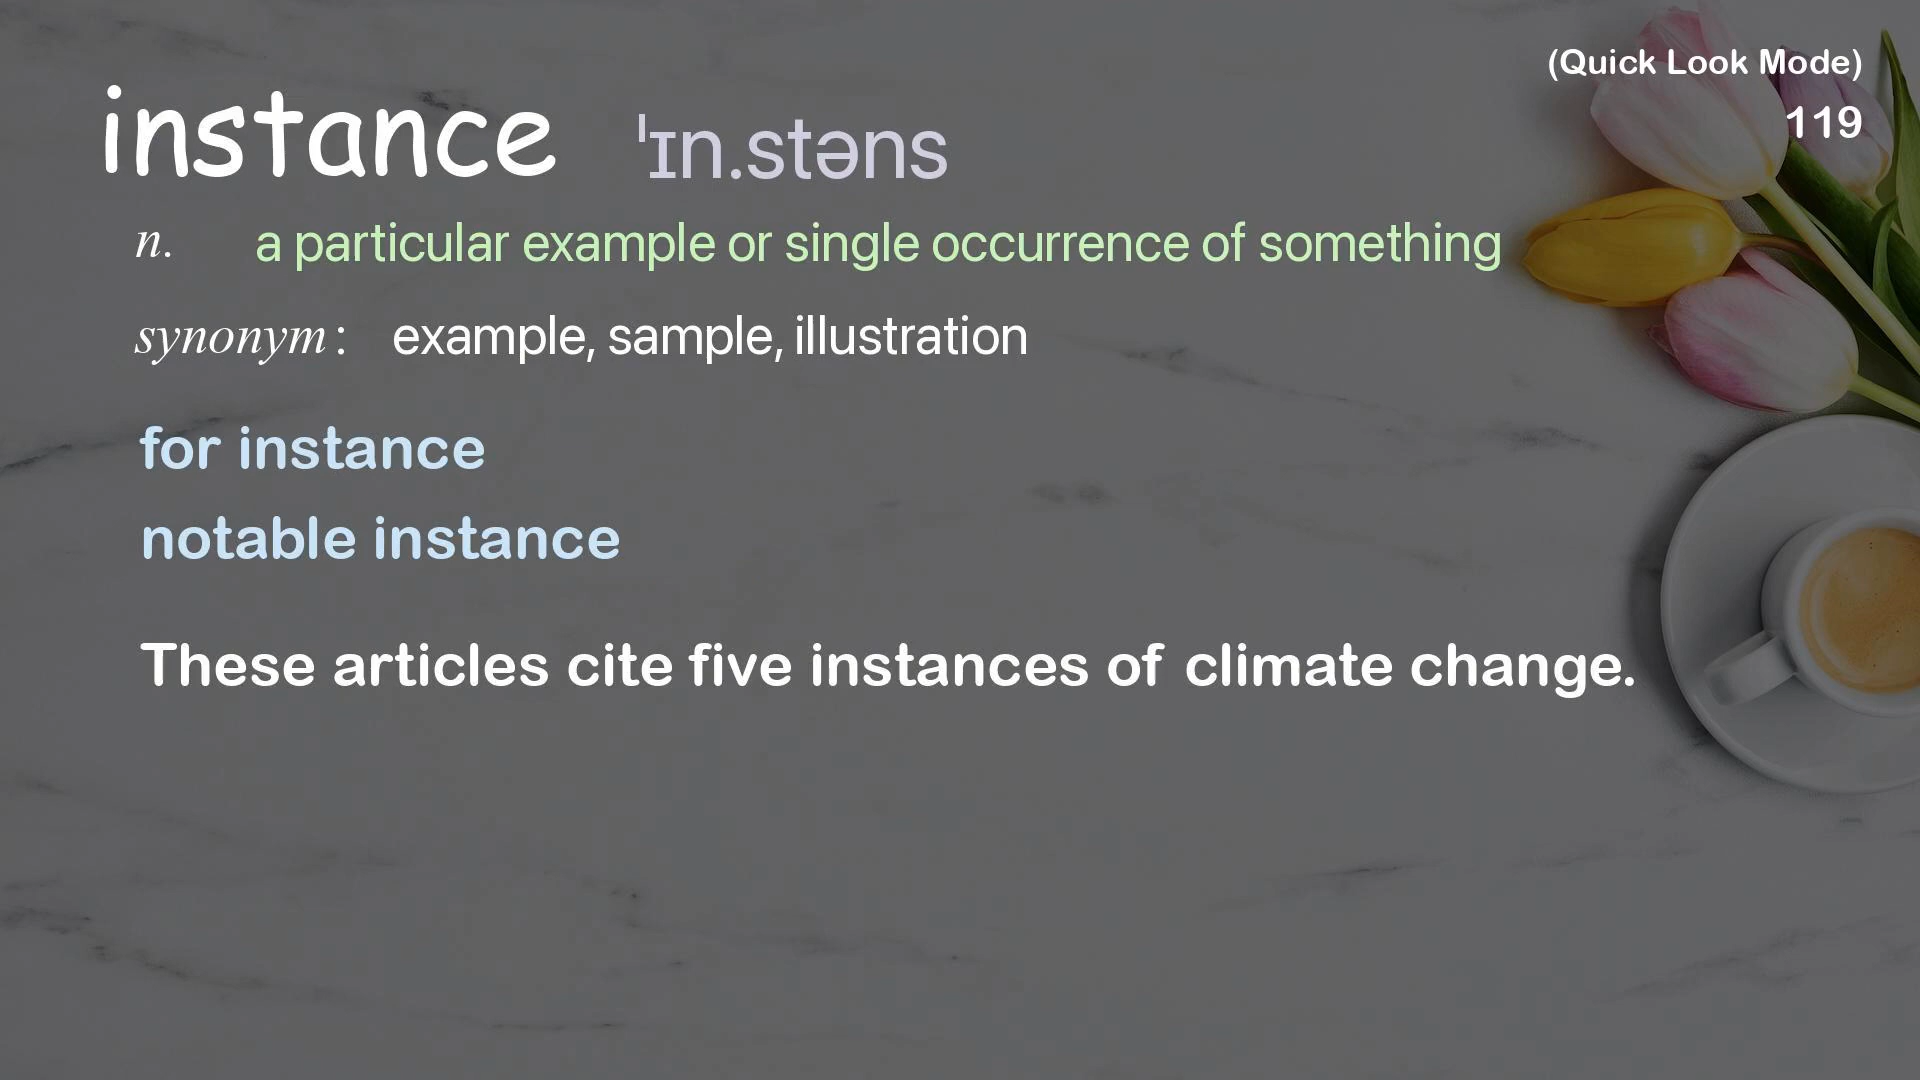 (Quick Look Mode)
119
instance ˈɪn.stəns
n. a particular example or single occurrence of something
synonym: example, sample, illustration
for instance
notable instance
These articles cite five instances of climate change.